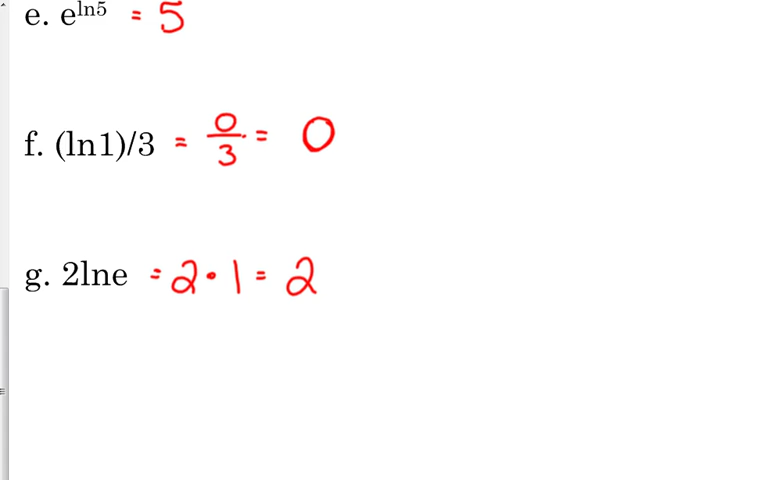 e. e^ln5 = 5
f. (ln1)/3 = 0/3 = 0
g. 2lne = 2 · 1 = 2